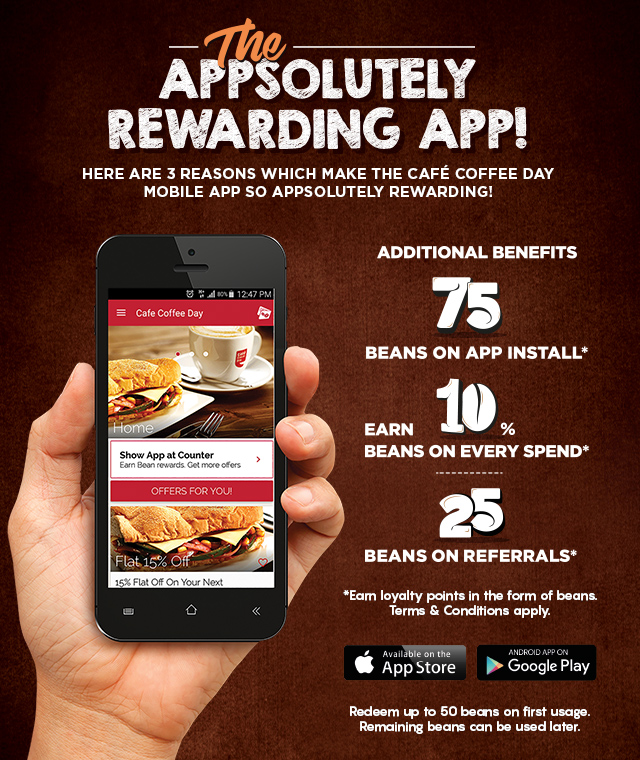 The
APPSOLUTELY
REWARDING APP!
HERE ARE 3 REASONS WHICH MAKE THE CAFÉ COFFEE DAY
MOBILE APP SO APPSOLUTELY REWARDING!
80% 12:47 PM
Cafe Coffee Day
Home
Show App at Counter
Earn Bean rewards. Get more offers
OFFERS FOR YOU!
Flat 15% Off
15% Flat Off On Your Next
ADDITIONAL BENEFITS
75
BEANS ON APP INSTALL*
EARN 10 %
BEANS ON EVERY SPEND*
25
BEANS ON REFERRALS*
*Earn loyalty points in the form of beans.
Terms & Conditions apply.
Available on the
App Store
ANDROID APP ON
Google Play
Redeem up to 50 beans on first usage.
Remaining beans can be used later.